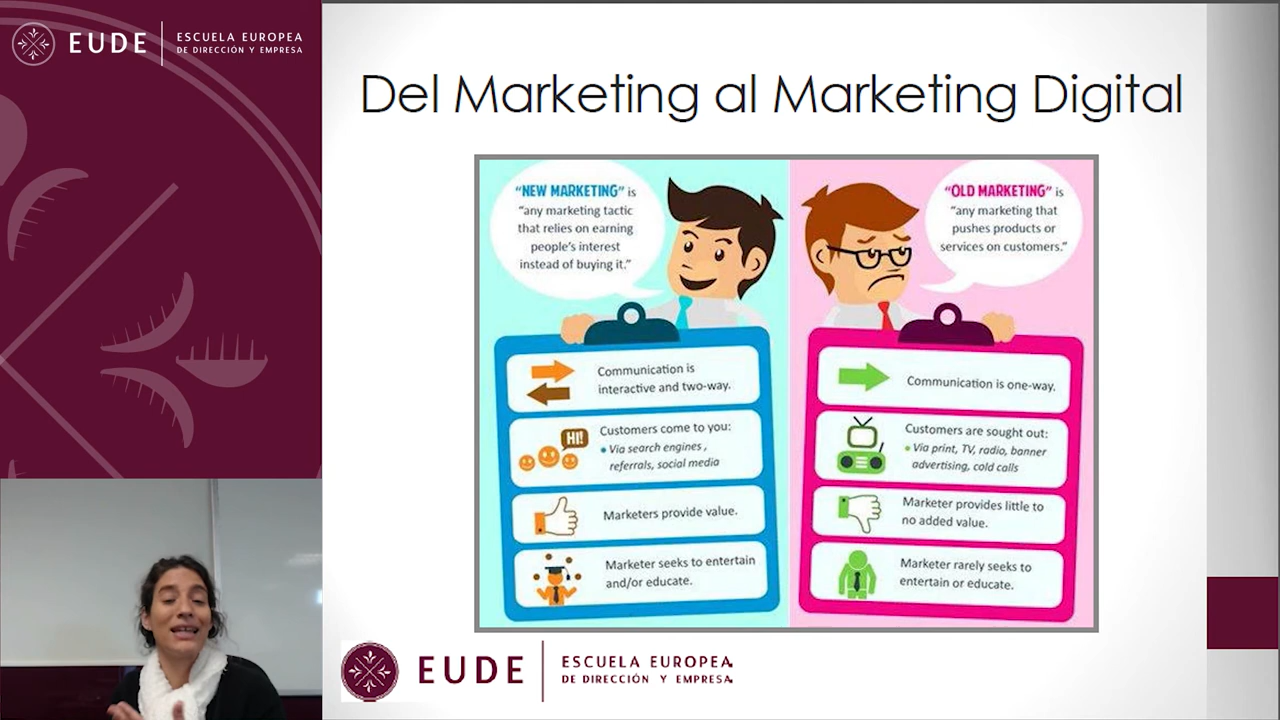 EUDE
ESCUELA EUROPEA
DE DIRECCIÓN Y EMPRESA
Del Marketing al Marketing Digital
"NEW MARKETING" is
"any marketing tactic
that relies on earning
people's interest
instead of buying it."
"OLD MARKETING" is
"any marketing that
pushes products or
services on customers."
Communication is
interactive and two-way.
HI!
Customers come to you:
• Via search engines ,
referrals, social media
Marketers provide value.
Marketer seeks to entertain
and/or educate.
Communication is one-way.
Customers are sought out:
• Via print, TV, radio, banner
advertising, cold calls
Marketer provides little to
no added value.
Marketer rarely seeks to
entertain or educate.
EUDE
ESCUELA EUROPEA
DE DIRECCIÓN Y EMPRESA